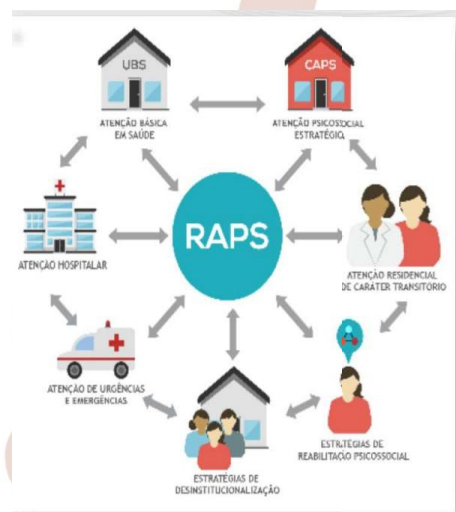 UBS
CAPS
ATENÇÃO BÁSICA
EM SAÚDE
ATENÇÃO PSICOSSOCIAL
ESTRATÉGICO
RAPS
ATENÇÃO HOSPITALAR
ATENÇÃO RESIDENCIAL
DE CARÁTER TRANSITÓRIO
ATENÇÃO DE URGÊNCIAS
E EMERGÊNCIAS
ESTRATÉGIAS DE
REABILITAÇÃO PSICOSSOCIAL
ESTRATÉGIAS DE
DESINSTITUCIONALIZAÇÃO